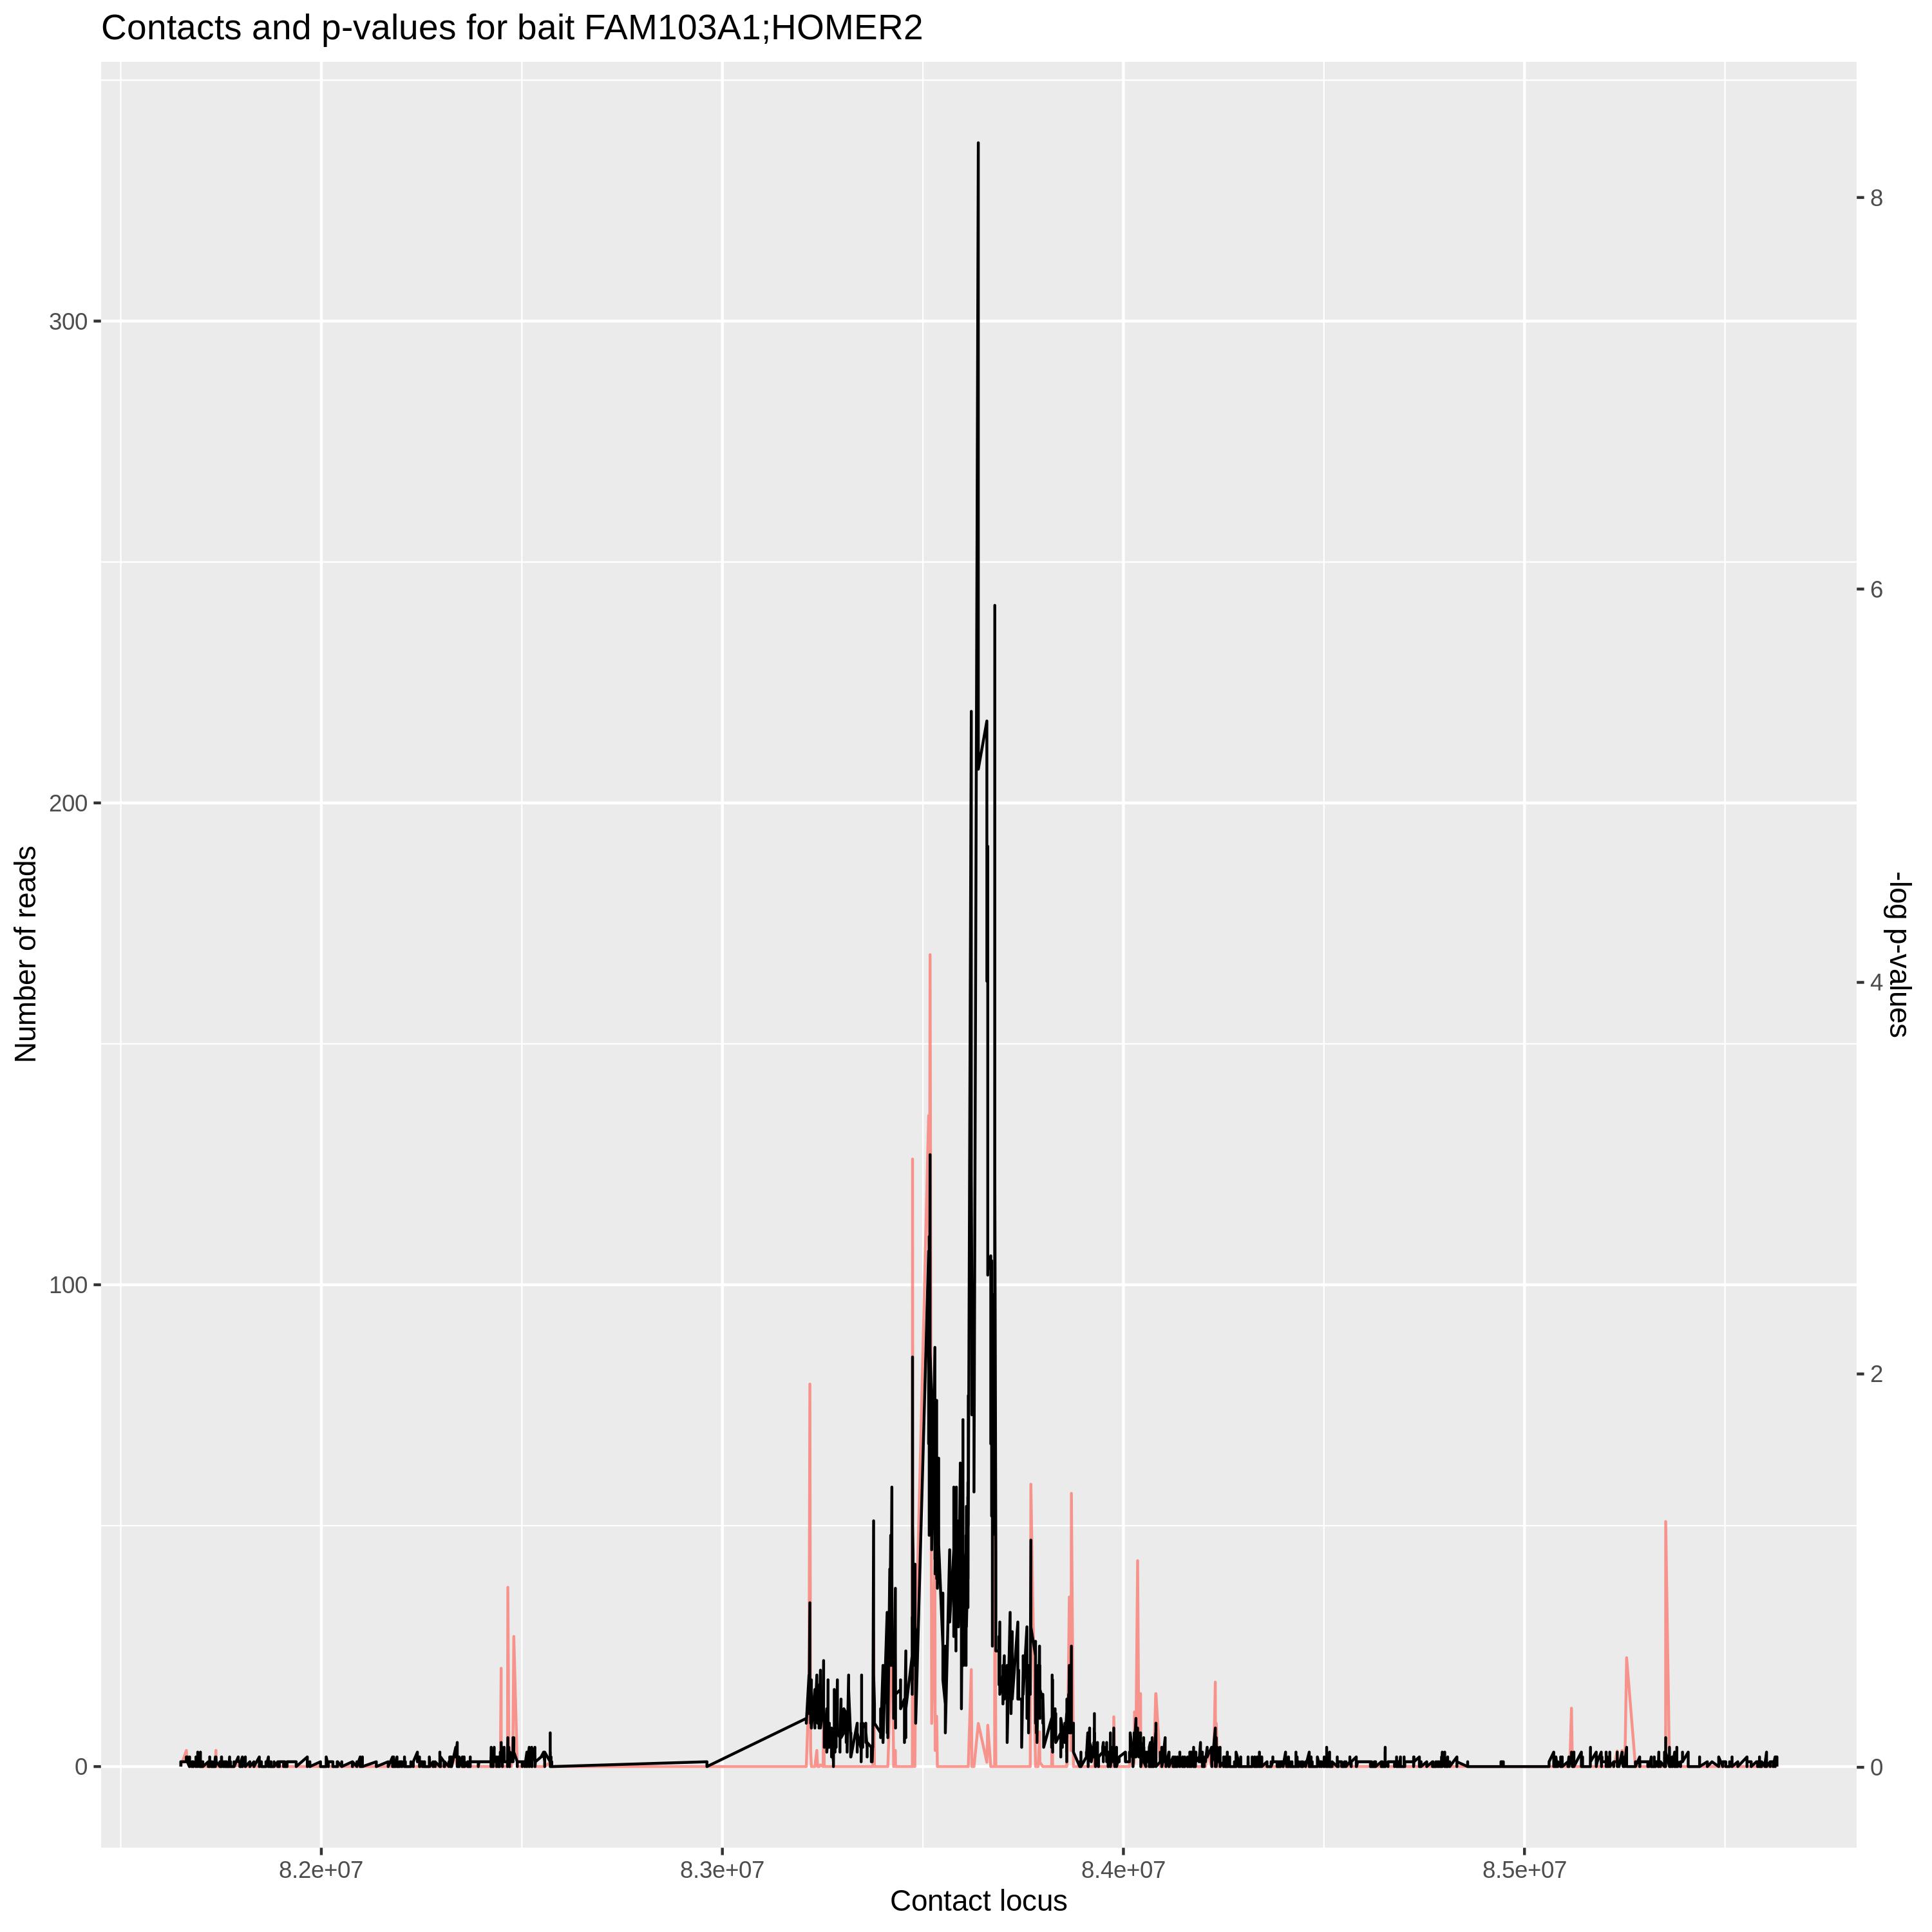 Contacts and p-values for bait FAM103A1;HOMER2
Number of reads
300
200
100
0
8
6
4
2
0
-log p-values
8.2e+07
8.3e+07
8.4e+07
8.5e+07
Contact locus